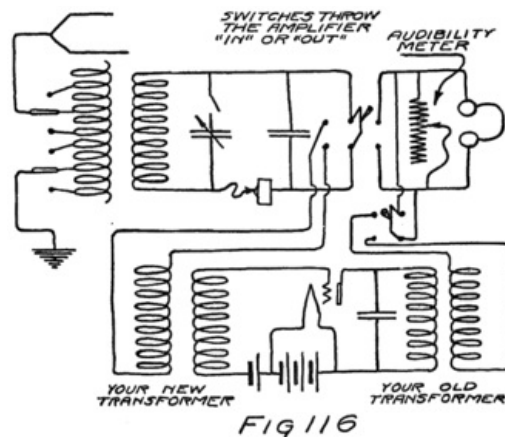 SWITCHES THROW
THE AMPLIFIER
"IN" OR "OUT"
AUDIBILITY
METER
YOUR NEW
TRANSFORMER
YOUR OLD
TRANSFORMER
FIG 116